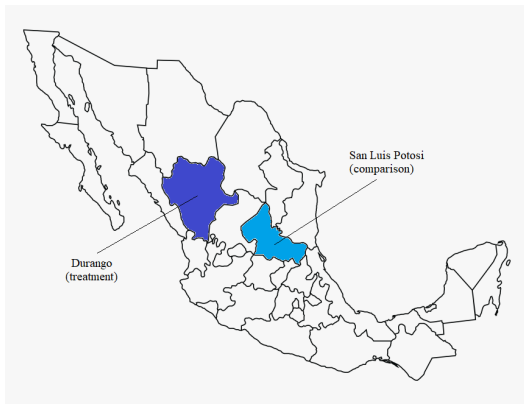 San Luis Potosi
(comparison)
Durango
(treatment)